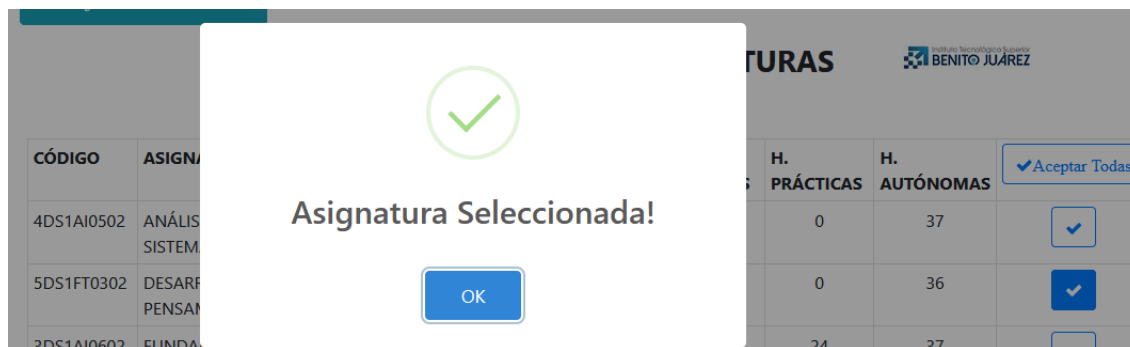 TURAS
Instituto Tecnológico Superior
BENITO JUÁREZ
CÓDIGO ASIGNA H. PRÁCTICAS H. AUTÓNOMAS Aceptar Todas
4DS1AI0502 ANÁLIS 0 37
SISTEM
5DS1FT0302 DESARR 0 36
PENSAM
3DS1AI0602 FUNDA 24 37
Asignatura Seleccionada!
OK